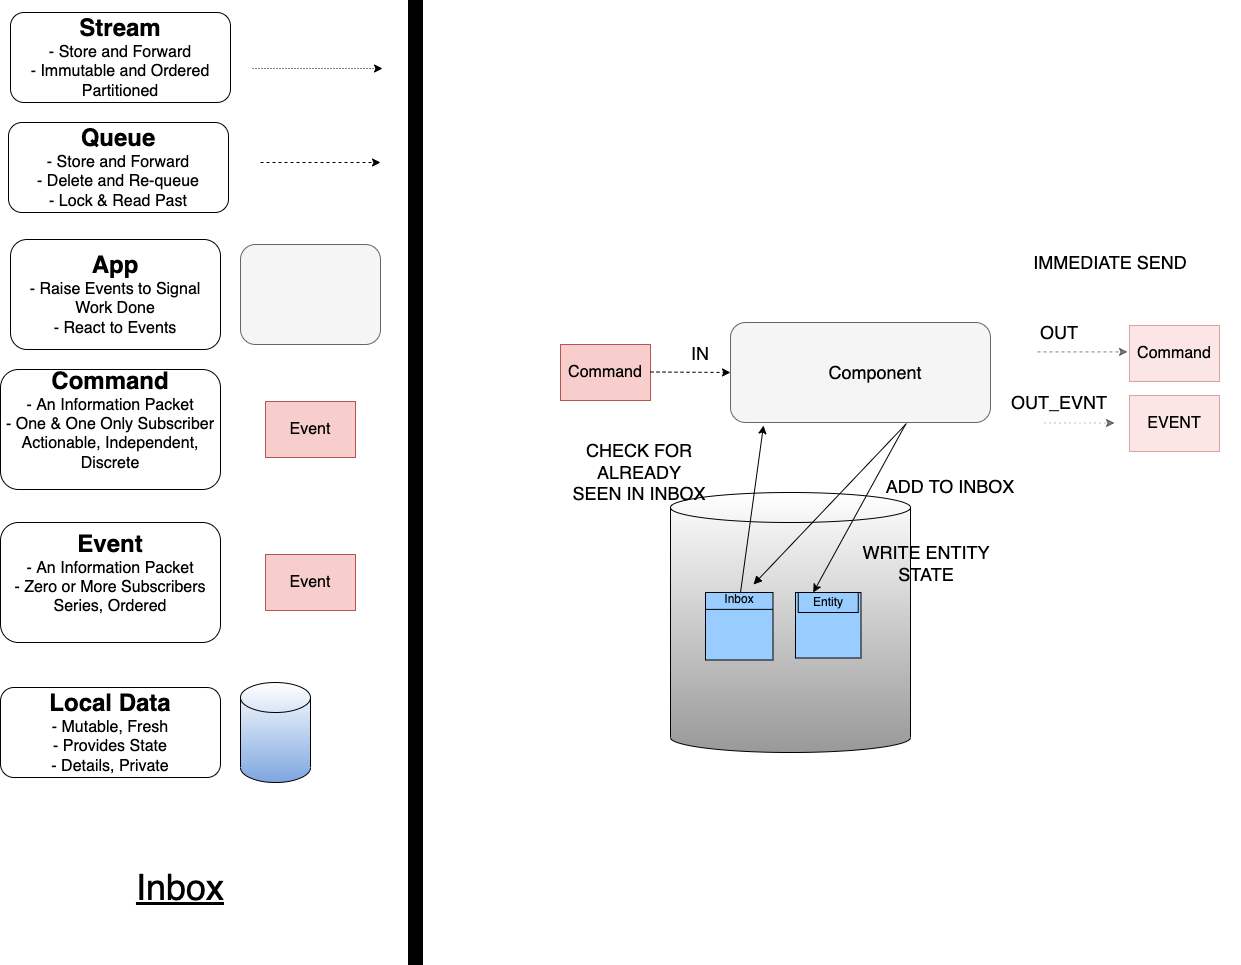 Stream
- Store and Forward
- Immutable and Ordered
Partitioned
Queue
- Store and Forward
- Delete and Re-queue
- Lock & Read Past
App
- Raise Events to Signal
Work Done
- React to Events
Command
- An Information Packet
- One & One Only Subscriber
Actionable, Independent,
Discrete
Event
Event
- An Information Packet
- Zero or More Subscribers
Series, Ordered
Event
Local Data
- Mutable, Fresh
- Provides State
- Details, Private
Inbox
IMMEDIATE SEND
Command
IN
Component
OUT
Command
OUT_EVNT
EVENT
CHECK FOR
ALREADY
SEEN IN INBOX
ADD TO INBOX
WRITE ENTITY
STATE
Inbox
Entity